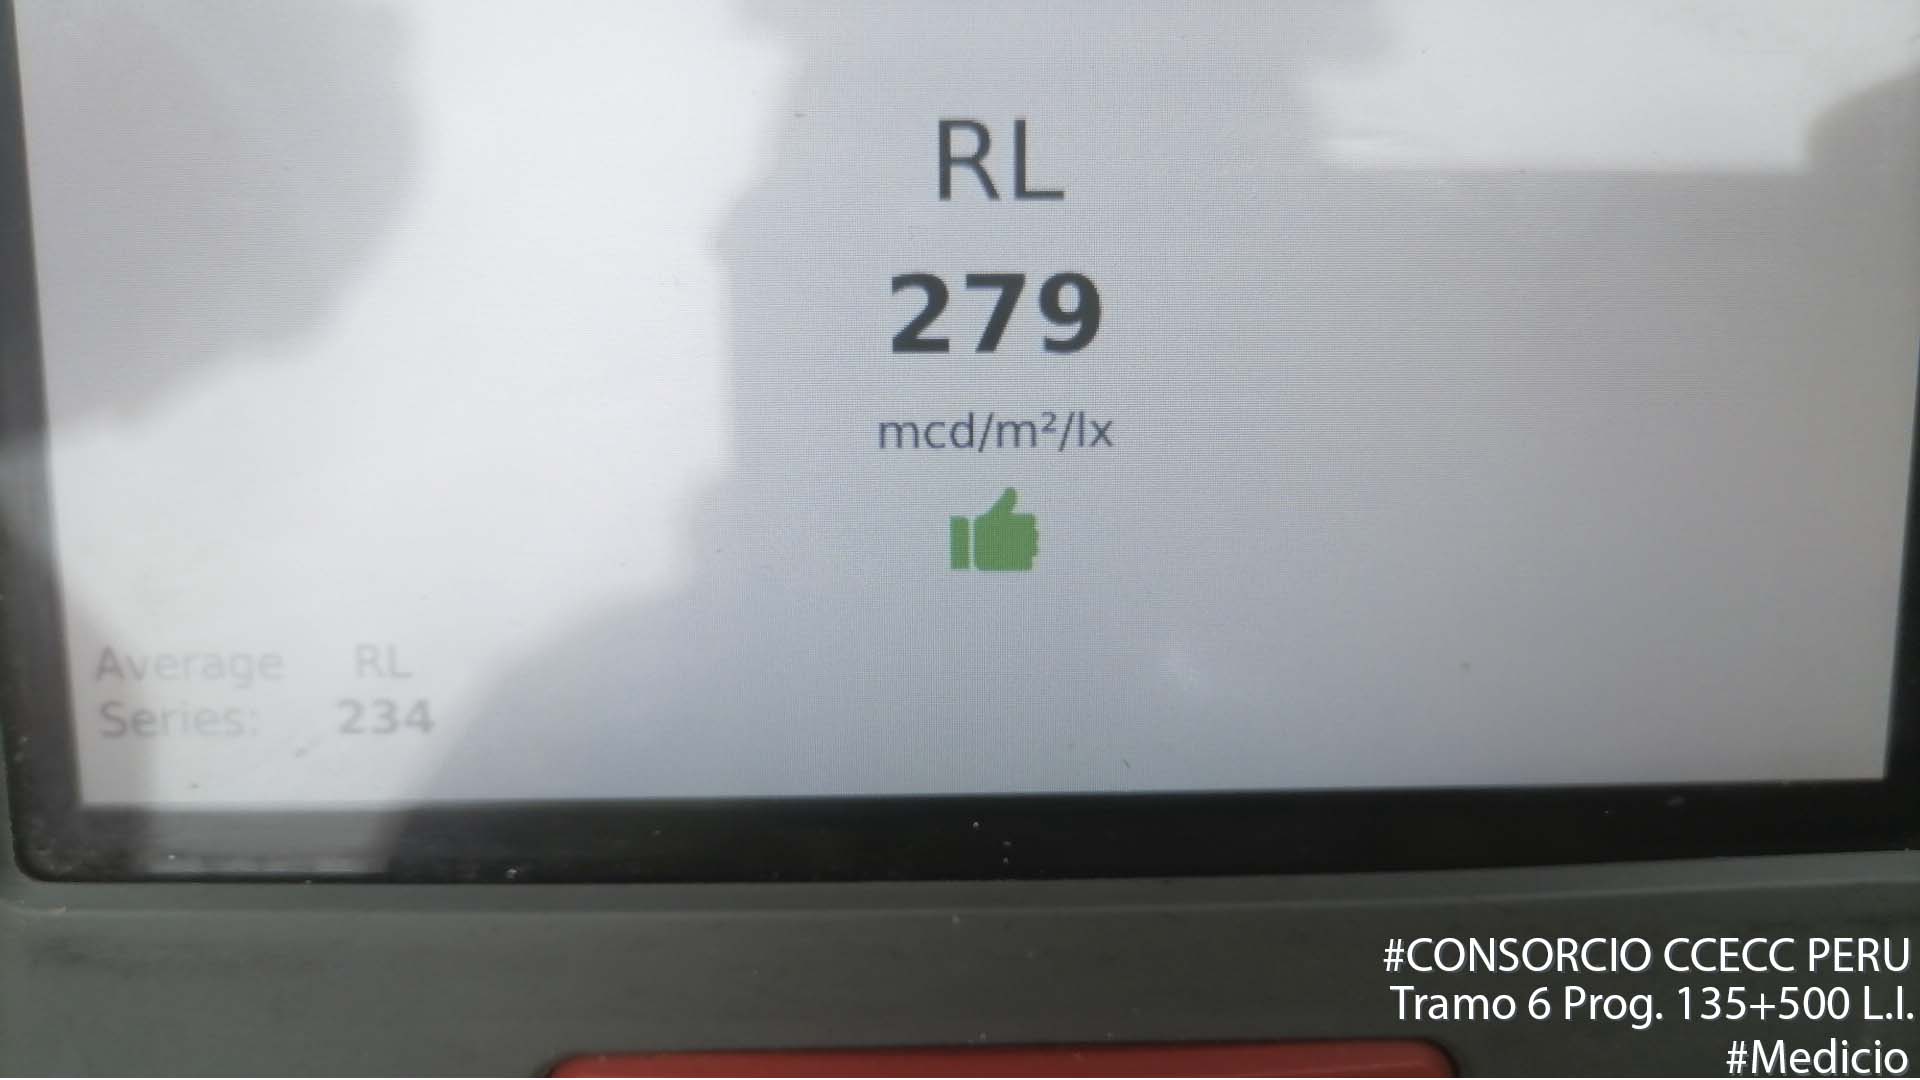 RL
279
mcd/m²/lx
Average RL
Series: 234
#CONSORCIO CCECC PERU
Tramo 6 Prog. 135+500 L.I.
#Medicio